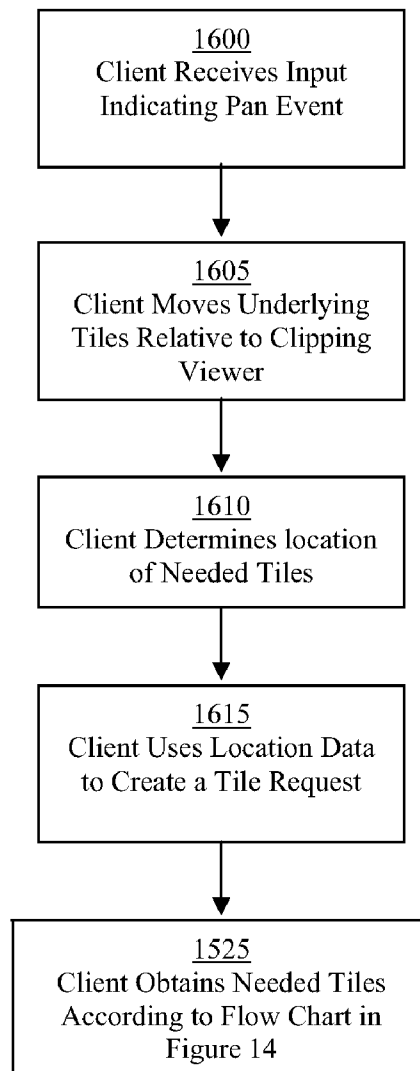 1600
Client Receives Input
Indicating Pan Event
1605
Client Moves Underlying
Tiles Relative to Clipping
Viewer
1610
Client Determines location
of Needed Tiles
1615
Client Uses Location Data
to Create a Tile Request
1525
Client Obtains Needed Tiles
According to Flow Chart in
Figure 14